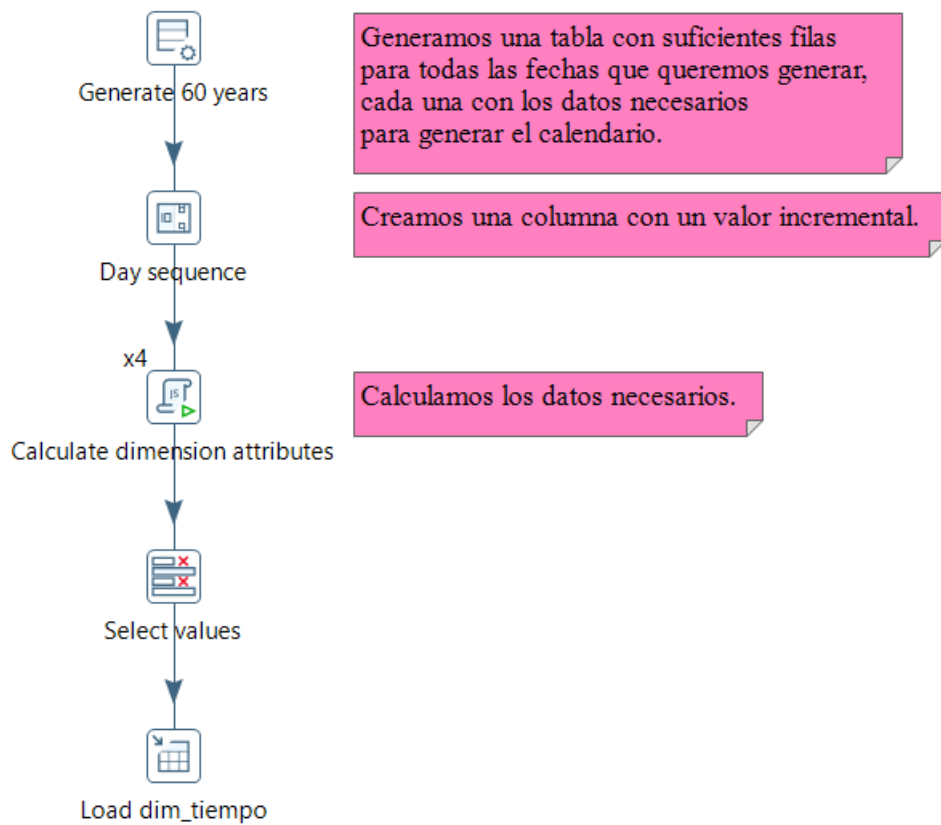 Generate 60 years
Generamos una tabla con suficientes filas
para todas las fechas que queremos generar,
cada una con los datos necesarios
para generar el calendario.
Day sequence
Creamos una columna con un valor incremental.
x4
JS
Calculate dimension attributes
Calculamos los datos necesarios.
Select values
Load dim_tiempo